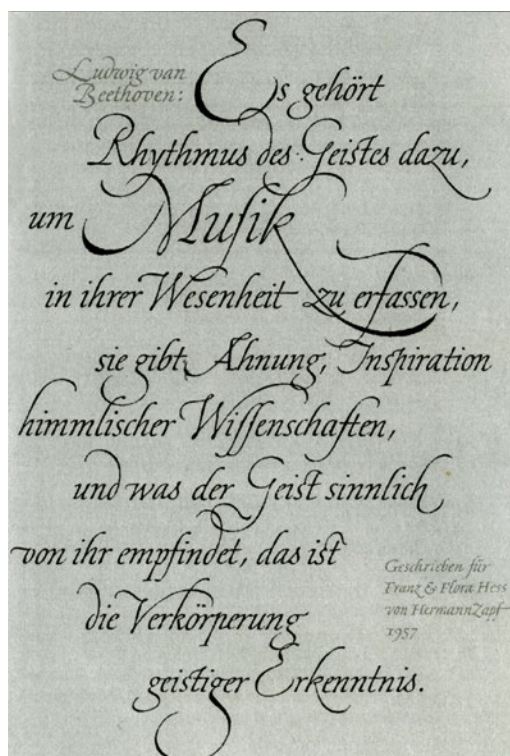 Ludwig van
Beethoven:
Es gehört
Rhythmus des Geistes dazu,
um Musik
in ihrer Wesenheit zu erfassen,
sie gibt Ahnung, Inspiration
himmlischer Wissenschaften,
und was der Geist sinnlich
von ihr empfindet, das ist
die Verkörperung
geistiger Erkenntnis.
Geschrieben für
Franz & Flora Hess
von Hermann Zapf
1957